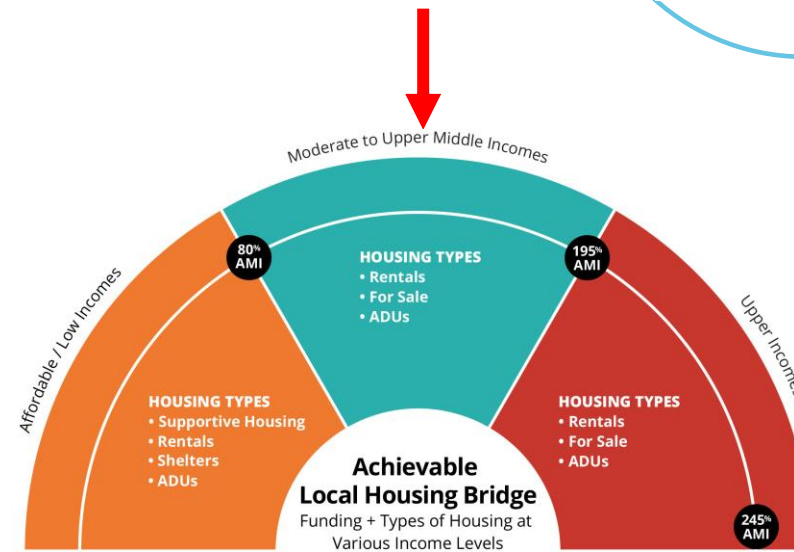 Moderate to Upper Middle Incomes
Affordable / Low Incomes
Upper Incomes
80%
AMI
195%
AMI
HOUSING TYPES
• Rentals
• For Sale
• ADUs
HOUSING TYPES
• Supportive Housing
• Rentals
• Shelters
• ADUs
HOUSING TYPES
• Rentals
• For Sale
• ADUs
Achievable
Local Housing Bridge
Funding + Types of Housing at
Various Income Levels
245%
AMI